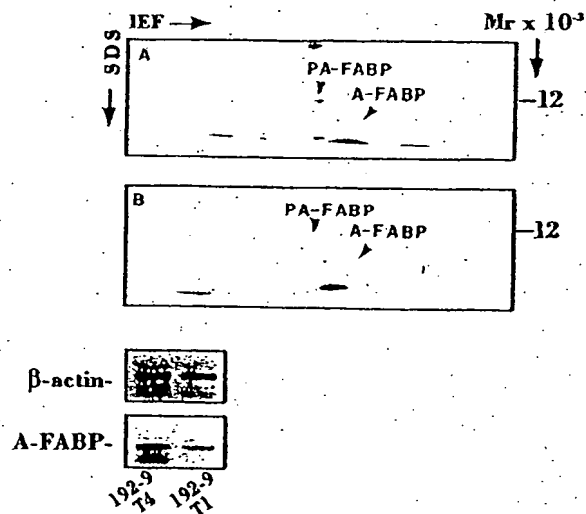 IEF → Mr x 10⁻³
SDS
A
PA-FABP
A-FABP
-12
B
PA-FABP
A-FABP
-12
β-actin-
A-FABP-
192-9 T4
192-9 T1